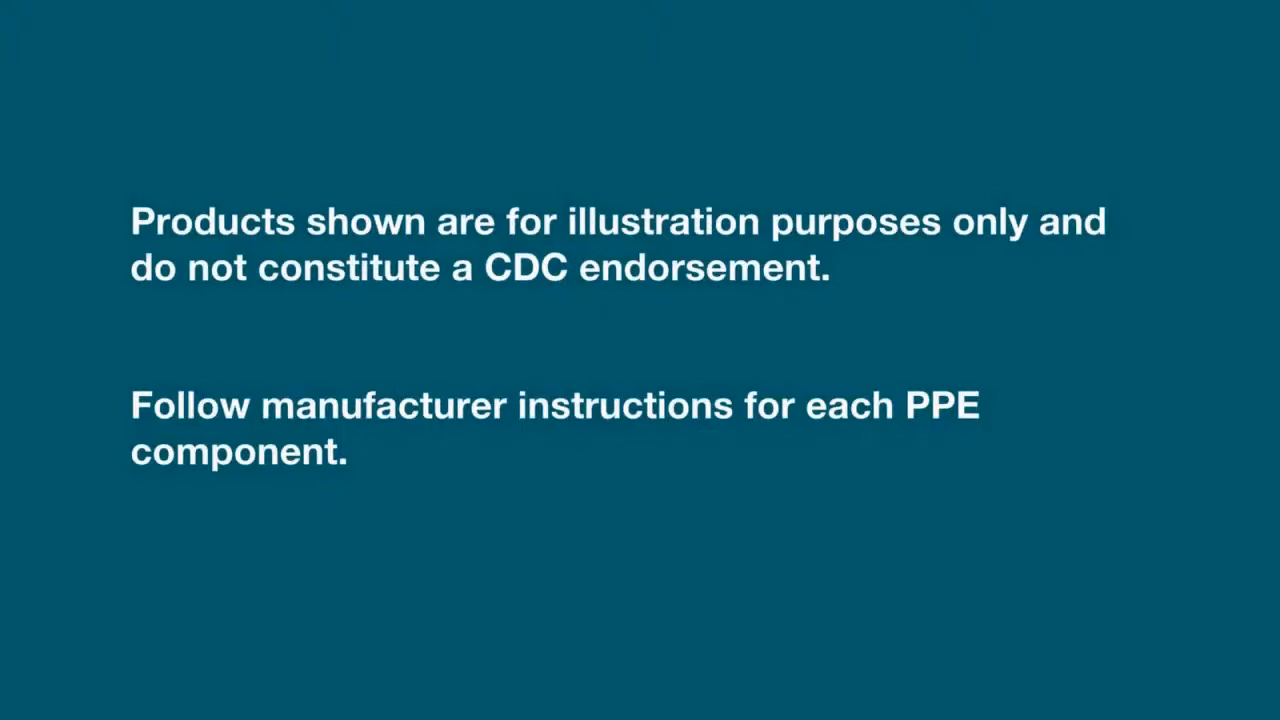 Products shown are for illustration purposes only and
do not constitute a CDC endorsement.
Follow manufacturer instructions for each PPE
component.